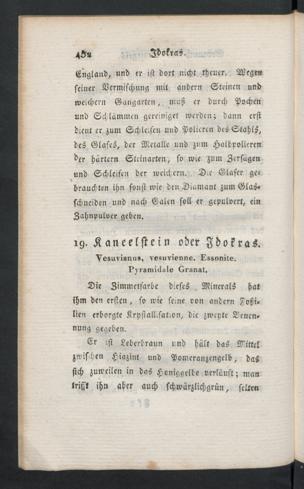 452 Idokras.
England, und er ist dort nicht theuer. Wegen
seiner Vermischung mit andern Steinen und
weichern Gangarten, muß er durch Pochen
und Schlämmen gereiniget werden; dann erst
dient er zum Schleifen und Polieren des Stahls,
des Glases, der Metalle und zum Halbpolieren
der härtern Steinarten, so wie zum Zersägen
und Schleifen der weichern. Die Glaser ge-
brauchten ihn sonst wie den Diamant zum Glas-
schneiden und nach Galen soll er gepulvert, ein
Zahnpulver geben.
19. Kaneelstein oder Idokras.
Vesuvianus, vesuvienne. Essonite.
Pyramidale Granat.
Die Zimmetfarbe dieses Minerals hat
ihm den ersten, so wie seine von andern Fossi-
lien erborgte Krystallisation, die zweyte Benen-
nung gegeben.
Er ist Leberbraun und hält das Mittel
zwischen Hiazint und Pomeranzengelb, das
sich zuweilen in das Honiggelbe verläuft; man
trifft ihn aber auch schwärzlichgrün, selten